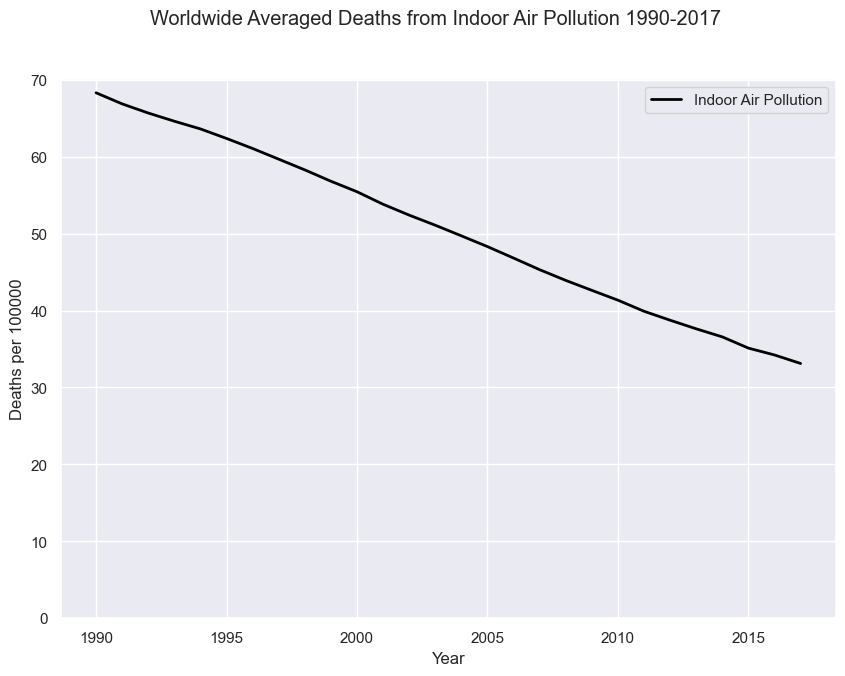 Worldwide Averaged Deaths from Indoor Air Pollution 1990-2017
Indoor Air Pollution
70
60
50
40
30
20
10
0
Deaths per 100000
1990 1995 2000 2005 2010 2015
Year